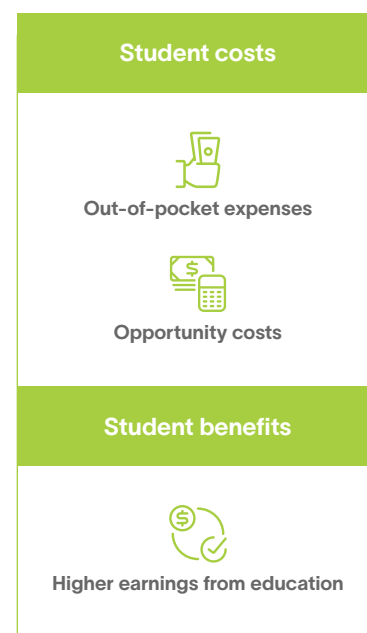 Student costs
Out-of-pocket expenses
$
Opportunity costs
Student benefits
$
Higher earnings from education